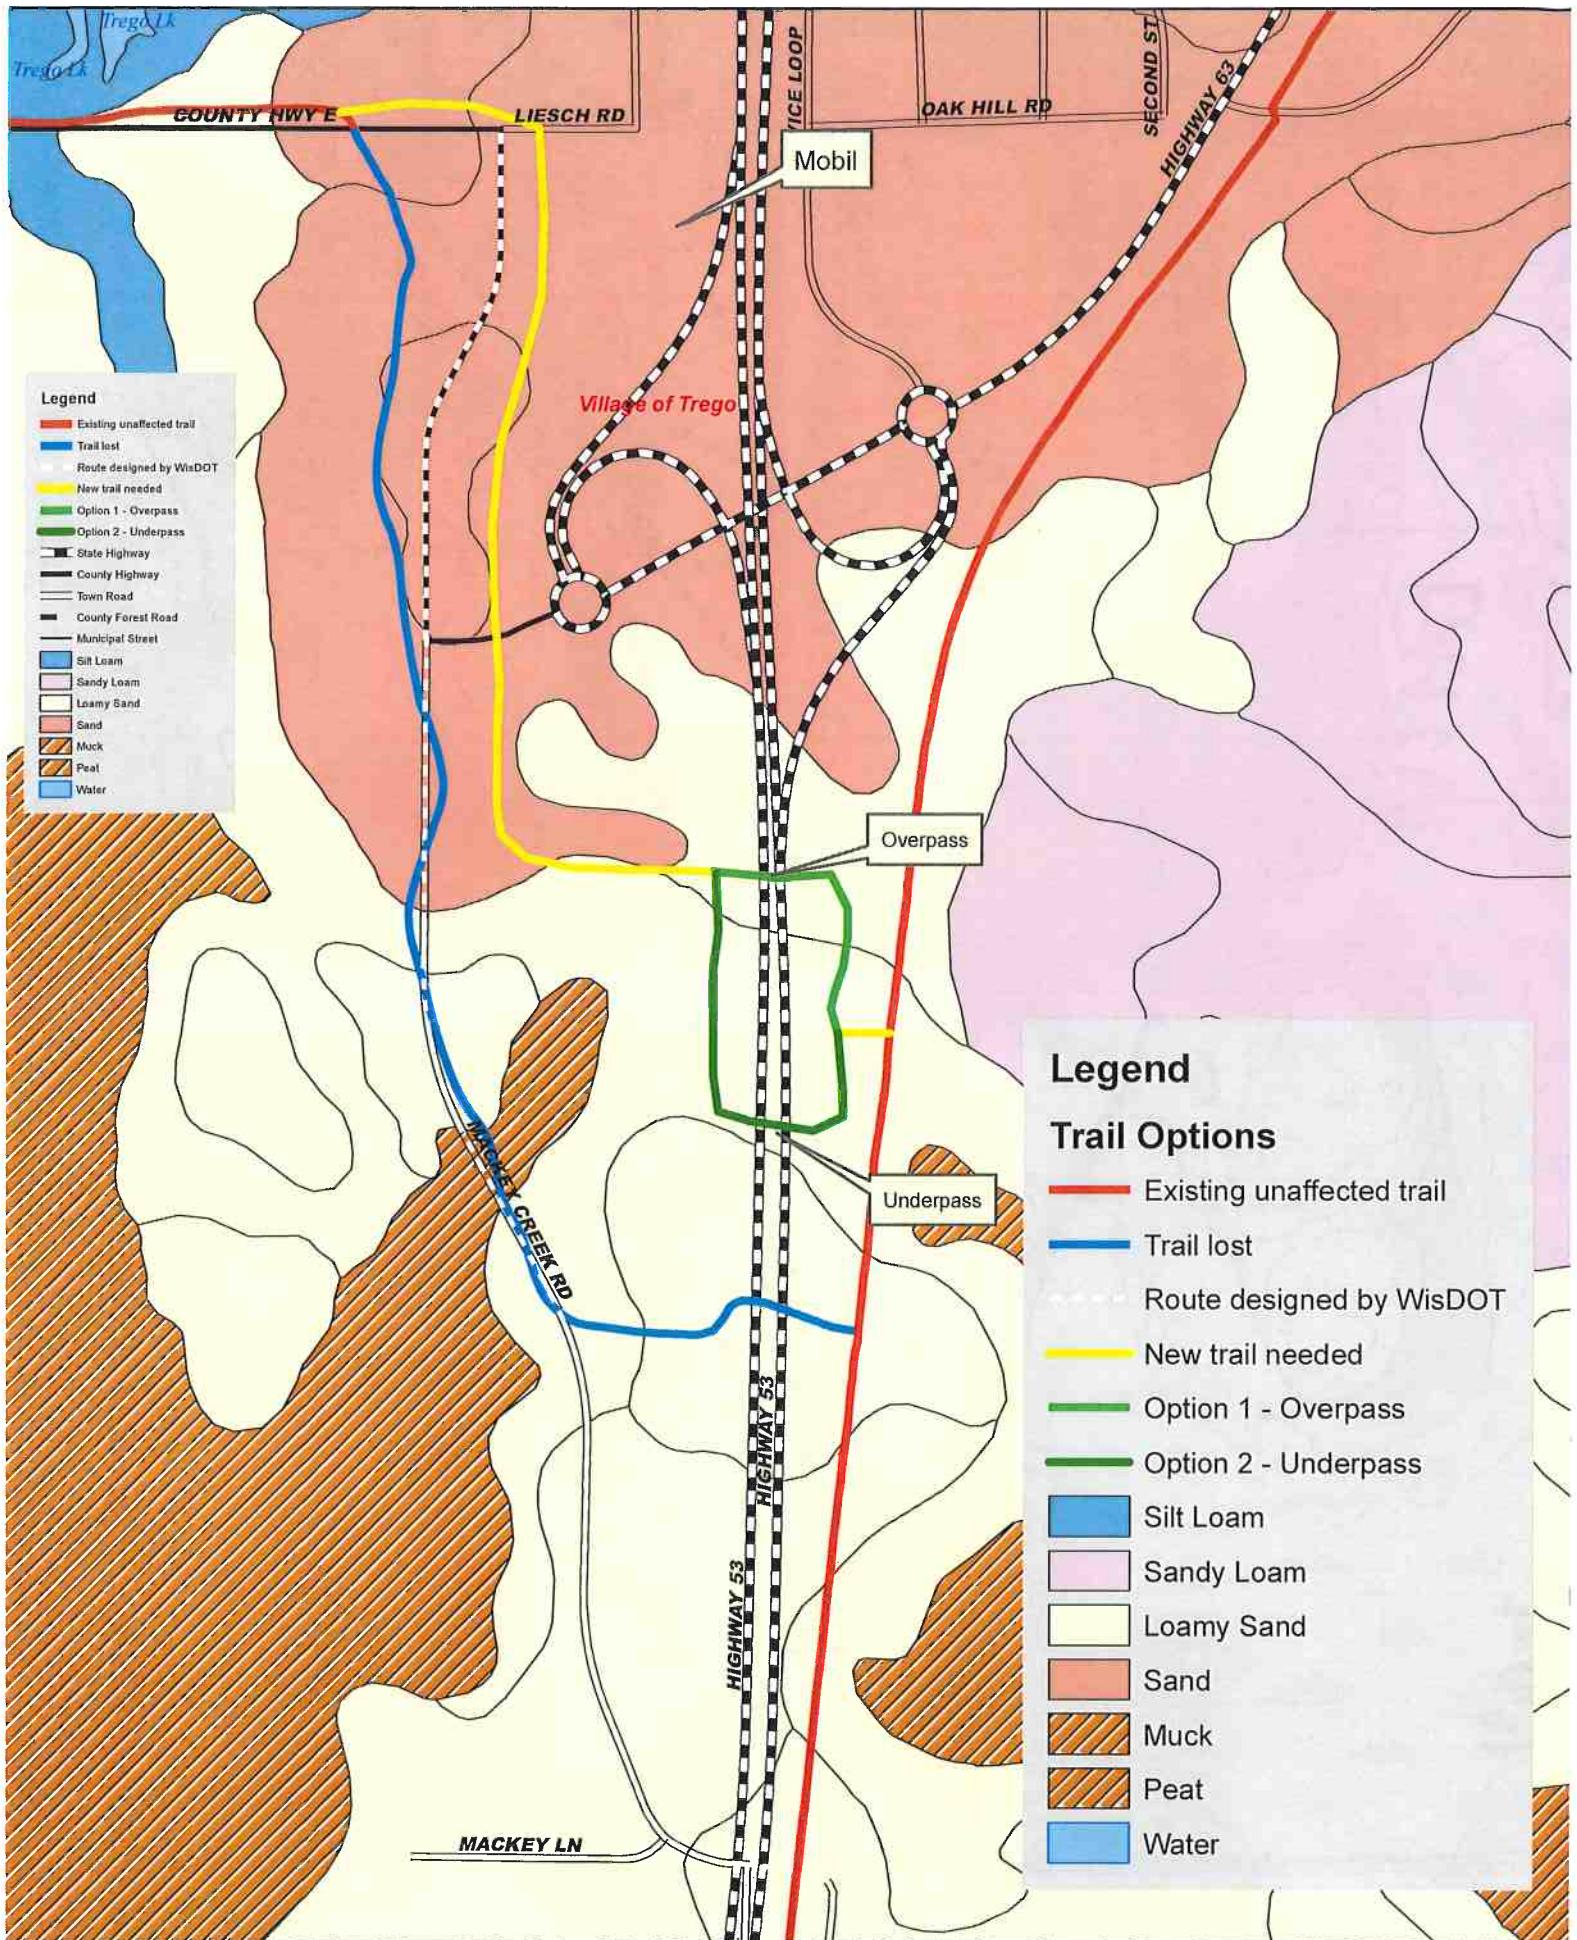 Trego Lk
Trego Lk
COUNTY HWY E
LIESCH RD
VICE LOOP
OAK HILL RD
SECOND ST
HIGHWAY 63
Mobil
Village of Trego
Legend
Existing unaffected trail
Trail lost
Route designed by WisDOT
New trail needed
Option 1 - Overpass
Option 2 - Underpass
State Highway
County Highway
Town Road
County Forest Road
Municipal Street
Silt Loam
Sandy Loam
Loamy Sand
Sand
Muck
Peat
Water
Overpass
Underpass
MACKEY CREEK RD
HIGHWAY 53
HIGHWAY 53
MACKEY LN
Legend
Trail Options
Existing unaffected trail
Trail lost
Route designed by WisDOT
New trail needed
Option 1 - Overpass
Option 2 - Underpass
Silt Loam
Sandy Loam
Loamy Sand
Sand
Muck
Peat
Water